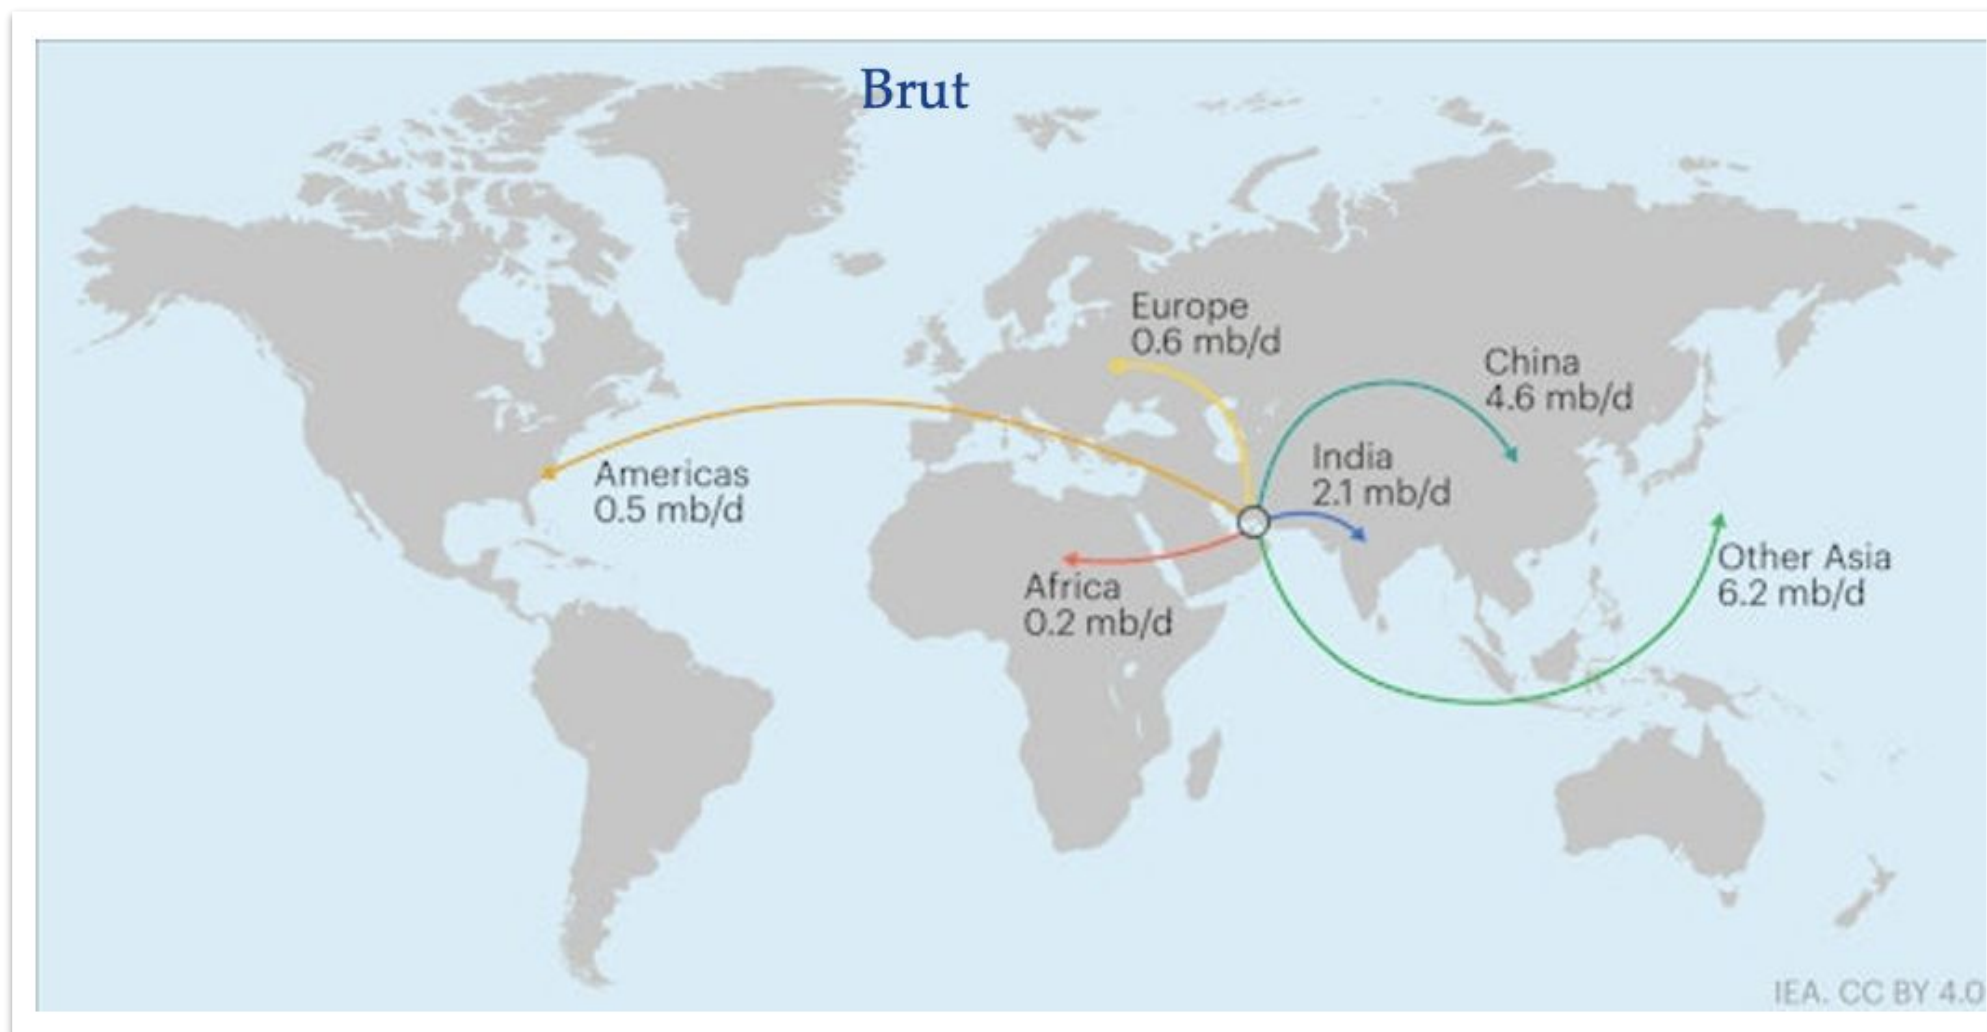 Brut
Europe
0.6 mb/d
China
4.6 mb/d
India
2.1 mb/d
Americas
0.5 mb/d
Other Asia
6.2 mb/d
Africa
0.2 mb/d
IEA. CC BY 4.0